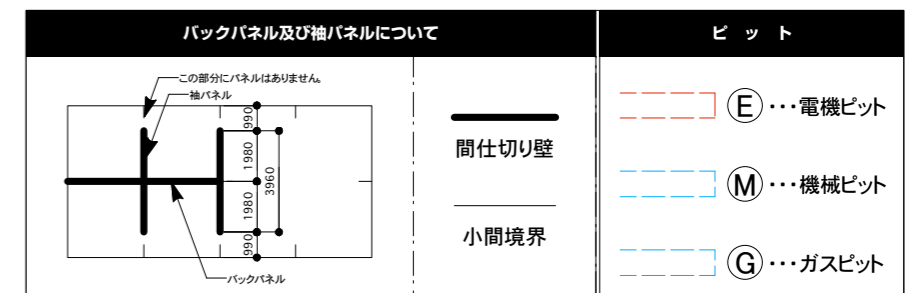 バックパネル及び袖パネルについて
ピット
この部分にパネルはありません。
袖パネル
990
1980
3960
1980
990
バックパネル
間仕切り壁
小間境界
Ⓔ・・・電機ピット
Ⓜ・・・機械ピット
Ⓖ・・・ガスピット